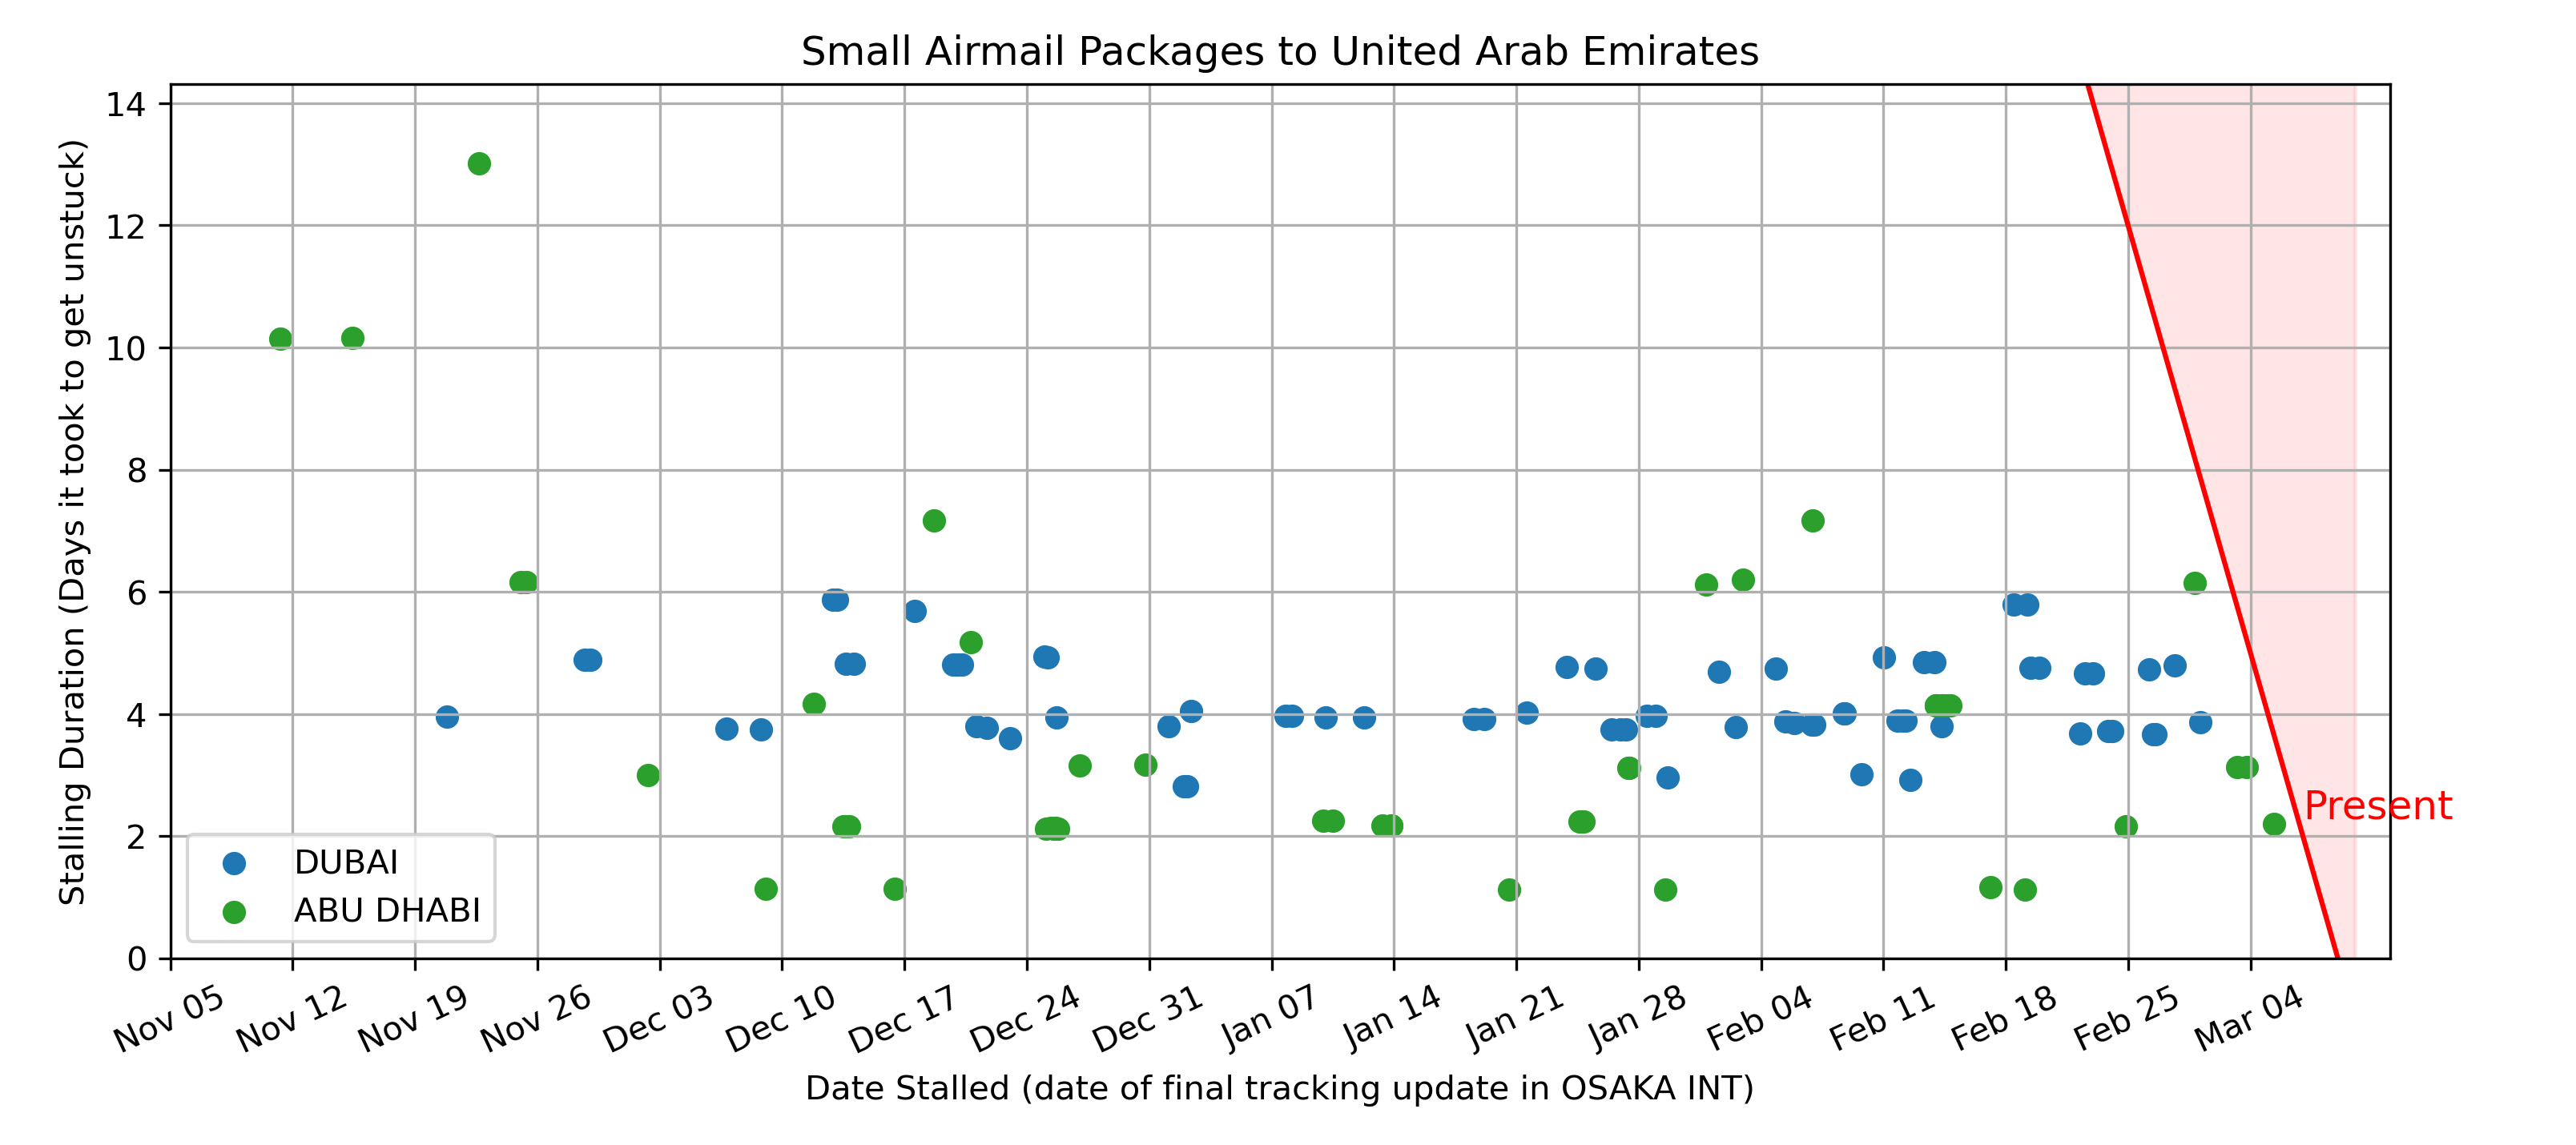 Small Airmail Packages to United Arab Emirates
Stalling Duration (Days it took to get unstuck)
14
12
10
8
6
4
2
0
Present
DUBAI
ABU DHABI
Nov 05
Nov 12
Nov 19
Nov 26
Dec 03
Dec 10
Dec 17
Dec 24
Dec 31
Jan 07
Jan 14
Jan 21
Jan 28
Feb 04
Feb 11
Feb 18
Feb 25
Mar 04
Date Stalled (date of final tracking update in OSAKA INT)